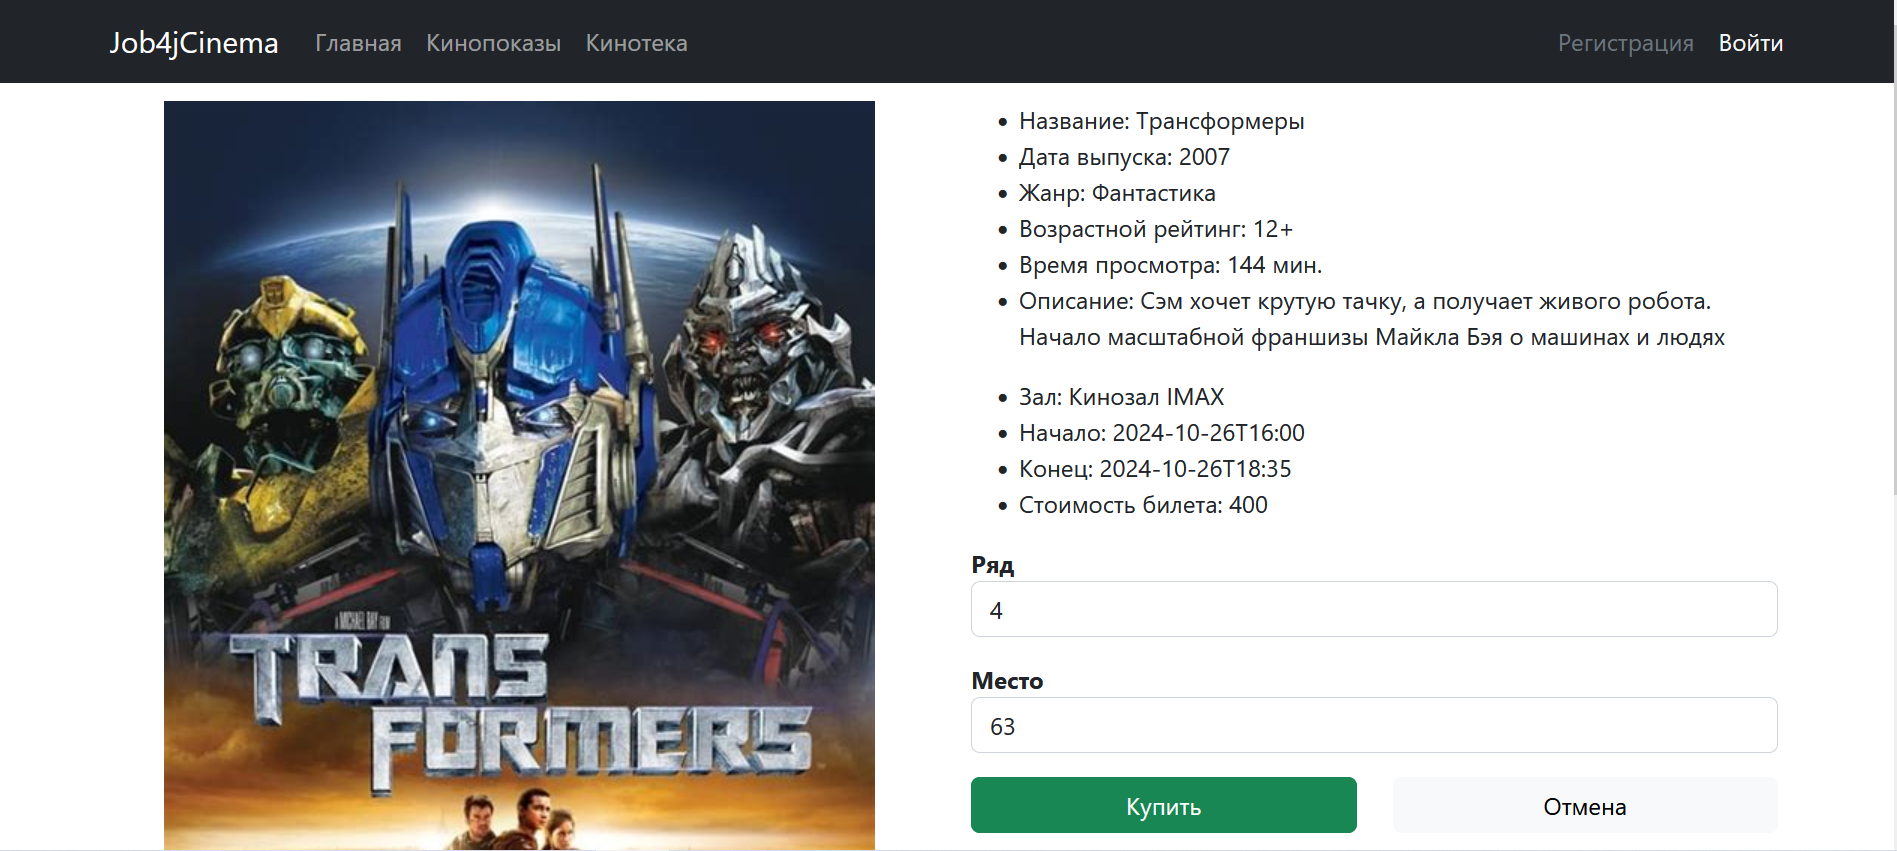 Job4jCinema Главная Кинопоказы Кинотека Регистрация Войти
A MICHAEL BAY FILM
TRANS
FORMERS
Название: Трансформеры
Дата выпуска: 2007
Жанр: Фантастика
Возрастной рейтинг: 12+
Время просмотра: 144 мин.
Описание: Сэм хочет крутую тачку, а получает живого робота.
Начало масштабной франшизы Майкла Бэя о машинах и людях
Зал: Кинозал IMAX
Начало: 2024-10-26T16:00
Конец: 2024-10-26T18:35
Стоимость билета: 400
Ряд
4
Место
63
Купить Отмена